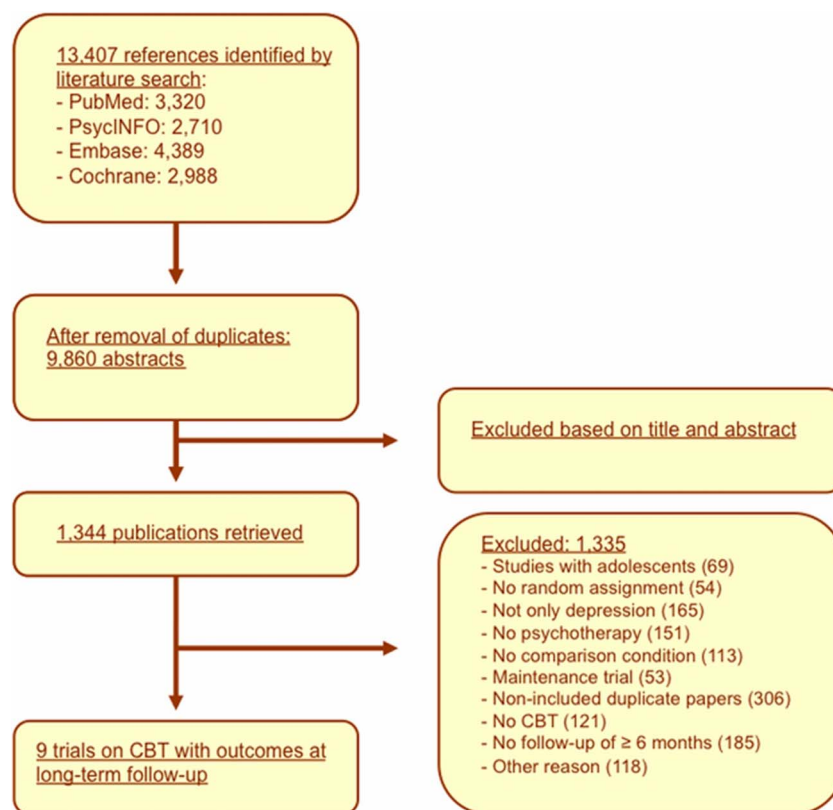 13,407 references identified by
literature search:
- PubMed: 3,320
- PsycINFO: 2,710
- Embase: 4,389
- Cochrane: 2,988
After removal of duplicates:
9,860 abstracts
Excluded based on title and abstract
1,344 publications retrieved
Excluded: 1,335
- Studies with adolescents (69)
- No random assignment (54)
- Not only depression (165)
- No psychotherapy (151)
- No comparison condition (113)
- Maintenance trial (53)
- Non-included duplicate papers (306)
- No CBT (121)
- No follow-up of ≥ 6 months (185)
- Other reason (118)
9 trials on CBT with outcomes at
long-term follow-up